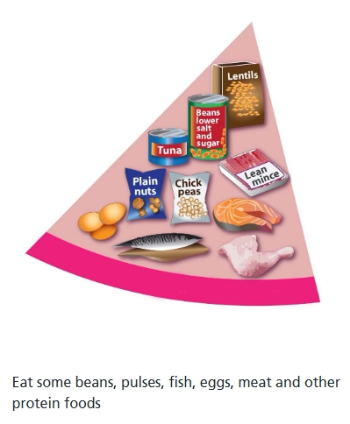 Lentils
Beans
lower
salt
and
sugar
Tuna
Lean
mince
Plain
nuts
Chick
peas
Eat some beans, pulses, fish, eggs, meat and other
protein foods